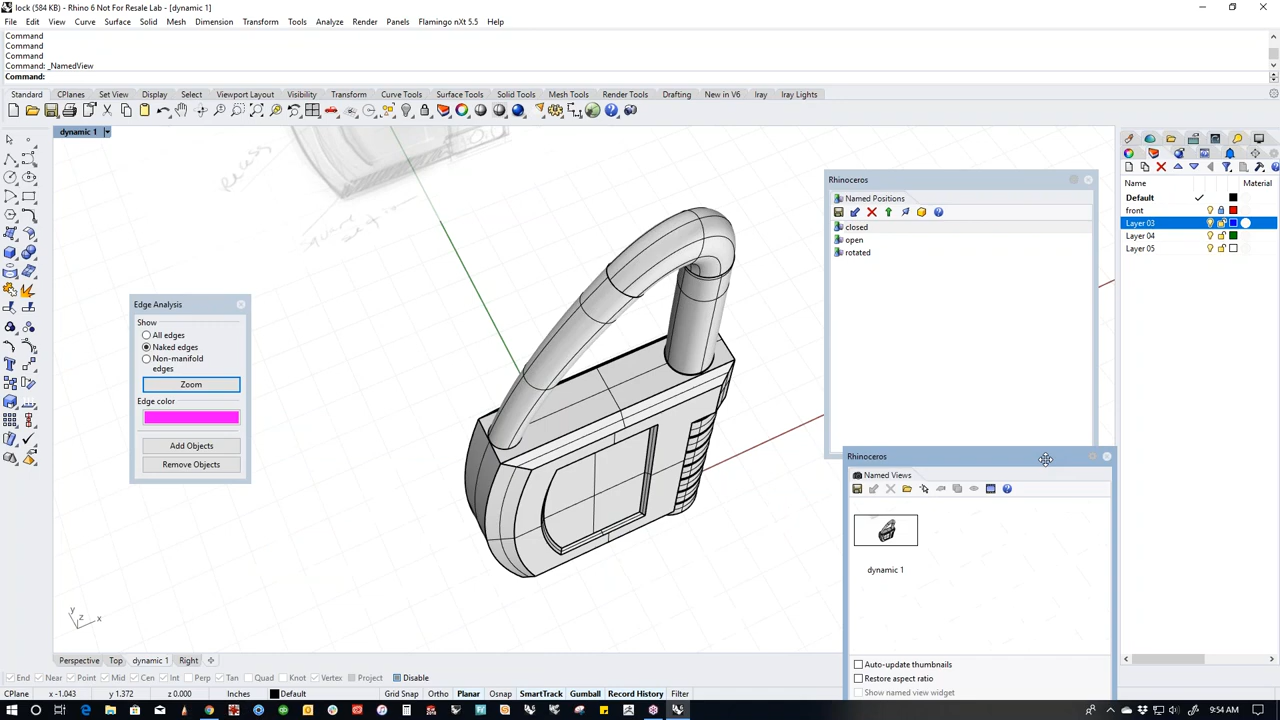 lock (584 KB) - Rhino 6 Not For Resale Lab - [dynamic 1]
File Edit View Curve Surface Solid Mesh Dimension Transform Tools Analyze Render Panels Flamingo nXt 5.5 Help
Command
Command
Command
Command: _NamedView
Command:
Standard CPlanes Set View Display Select Viewport Layout Visibility Transform Curve Tools Surface Tools Solid Tools Mesh Tools Render Tools Drafting New in V6 Iray Iray Lights
dynamic 1
Recess
Edge Analysis
Show
All edges
Naked edges
Non-manifold
edges
Zoom
Edge color
Add Objects
Remove Objects
Rhinoceros
Named Positions
closed
open
rotated
Rhinoceros
Named Views
dynamic 1
Auto-update thumbnails
Restore aspect ratio
Show named view widget
Name Material
Default
front
Layer 03
Layer 04
Layer 05
y
z x
Perspective Top dynamic 1 Right
End Near Point Mid Cen Int Perp Tan Quad Knot Vertex Project Disable
CPlane x -1.043 y 1.372 z 0.000 Inches Default Grid Snap Ortho Planar Osnap SmartTrack Gumball Record History Filter
9:54 AM